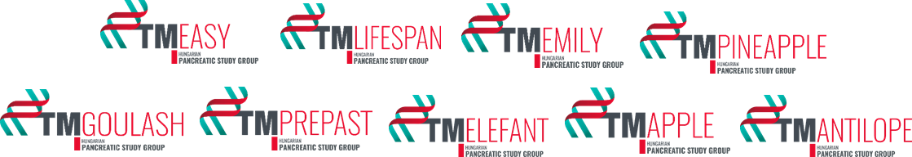 TMEASY
HUNGARIAN
PANCREATIC STUDY GROUP
TMLIFESPAN
HUNGARIAN
PANCREATIC STUDY GROUP
TMEMILY
HUNGARIAN
PANCREATIC STUDY GROUP
TMPINEAPPLE
HUNGARIAN
PANCREATIC STUDY GROUP
TMGOULASH
HUNGARIAN
PANCREATIC STUDY GROUP
TMPREPAST
HUNGARIAN
PANCREATIC STUDY GROUP
TMELEFANT
HUNGARIAN
PANCREATIC STUDY GROUP
TMAPPLE
HUNGARIAN
PANCREATIC STUDY GROUP
TMANTILOPE
HUNGARIAN
PANCREATIC STUDY GROUP